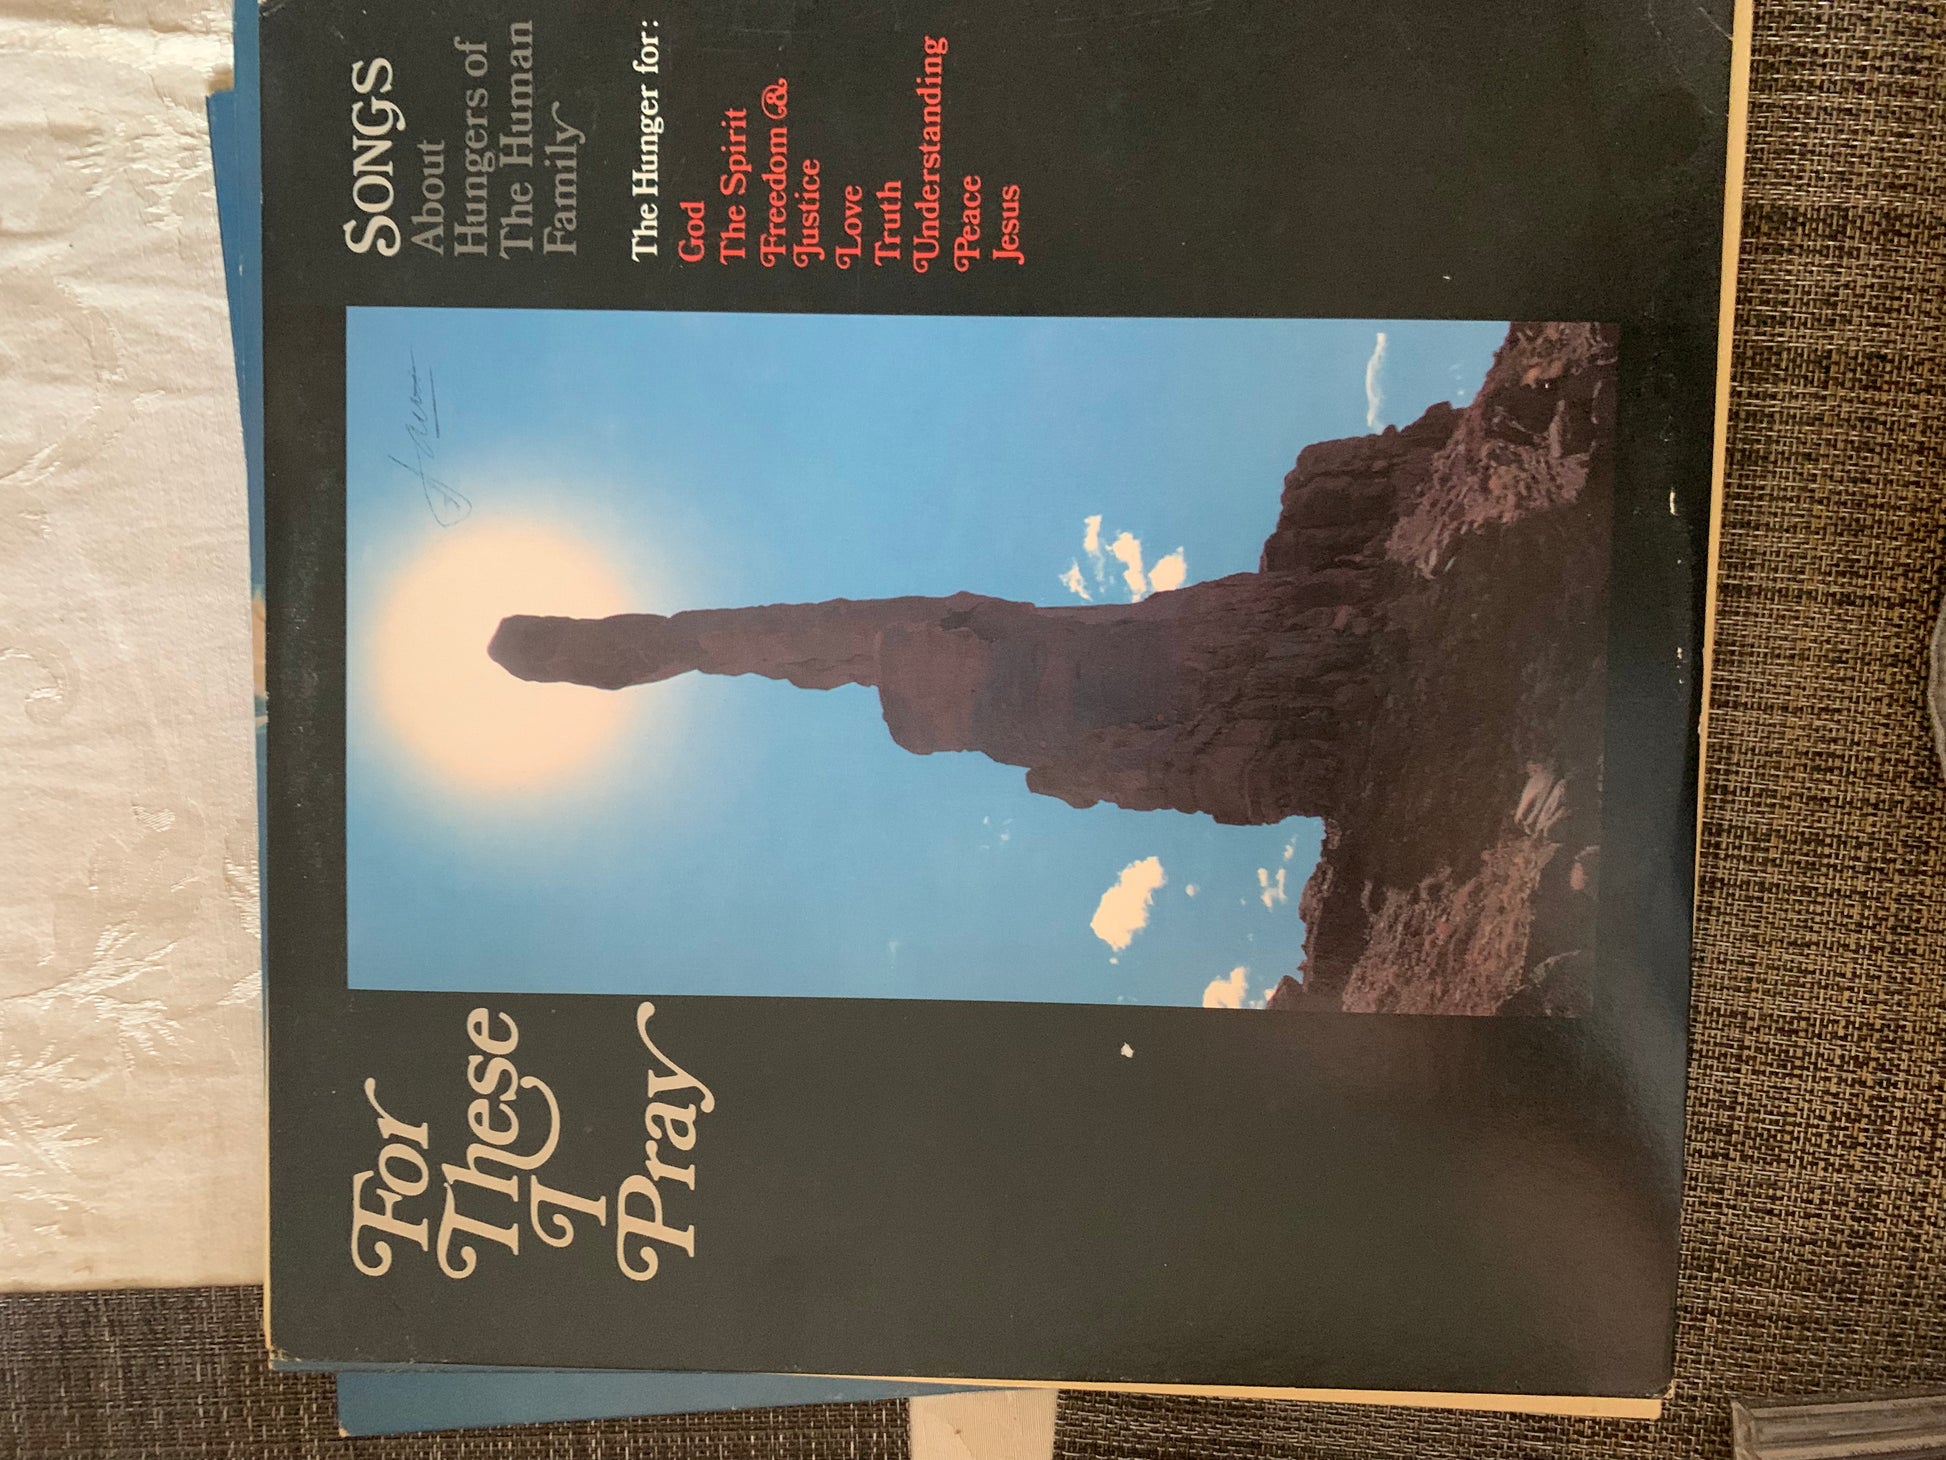 For
These
I
Pray
SONGS
About
Hungers of
The Human
Family
The Hunger for:
God
The Spirit
Freedom &
Justice
Love
Truth
Understanding
Peace
Jesus